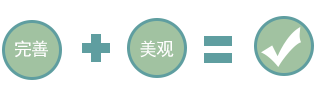 完善 + 美观 =